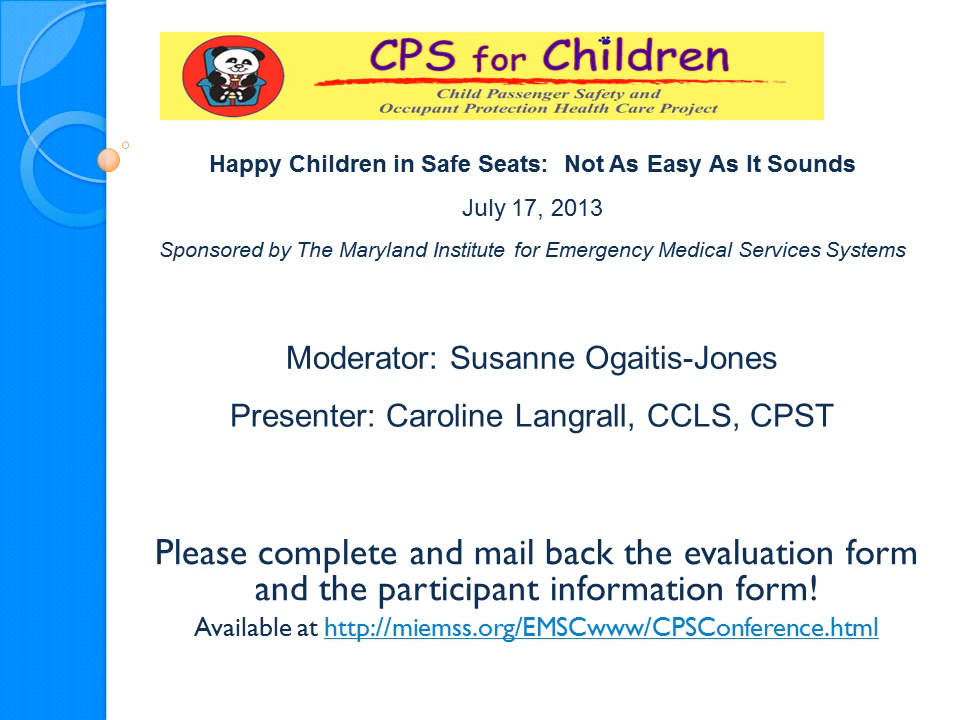 CPS for Children
Child Passenger Safety and
Occupant Protection Health Care Project
Happy Children in Safe Seats: Not As Easy As It Sounds
July 17, 2013
Sponsored by The Maryland Institute for Emergency Medical Services Systems
Moderator: Susanne Ogaitis-Jones
Presenter: Caroline Langrall, CCLS, CPST
Please complete and mail back the evaluation form
and the participant information form!
Available at http://miemss.org/EMSCwww/CPSConference.html